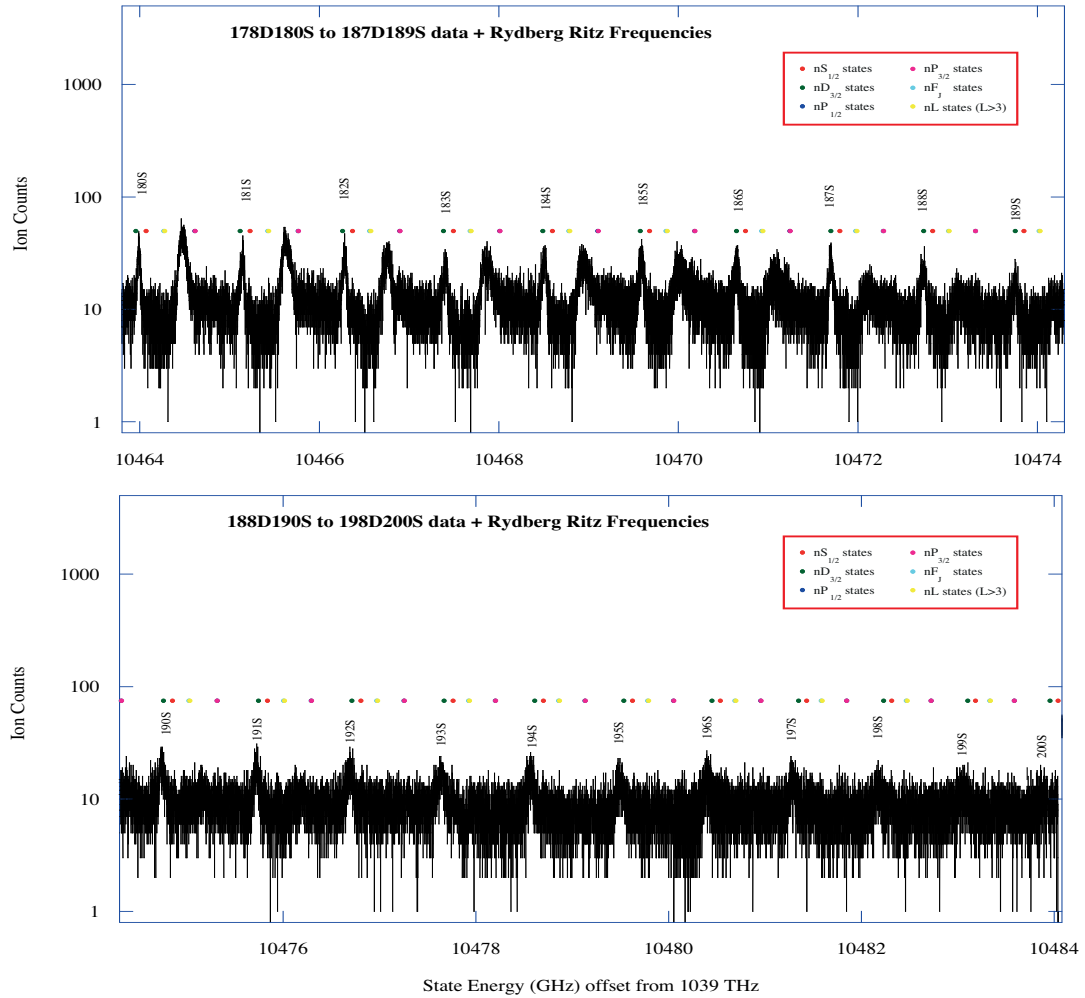 178D180S to 187D189S data + Rydberg Ritz Frequencies
nS1/2 states
nP3/2 states
nD3/2 states
nFJ states
nP1/2 states
nL states (L>3)
Ion Counts
1000
100
10
1
180S
181S
182S
183S
184S
185S
186S
187S
188S
189S
10464
10466
10468
10470
10472
10474
188D190S to 198D200S data + Rydberg Ritz Frequencies
nS1/2 states
nP3/2 states
nD3/2 states
nFJ states
nP1/2 states
nL states (L>3)
Ion Counts
1000
100
10
1
190S
191S
192S
193S
194S
195S
196S
197S
198S
199S
200S
10476
10478
10480
10482
10484
State Energy (GHz) offset from 1039 THz